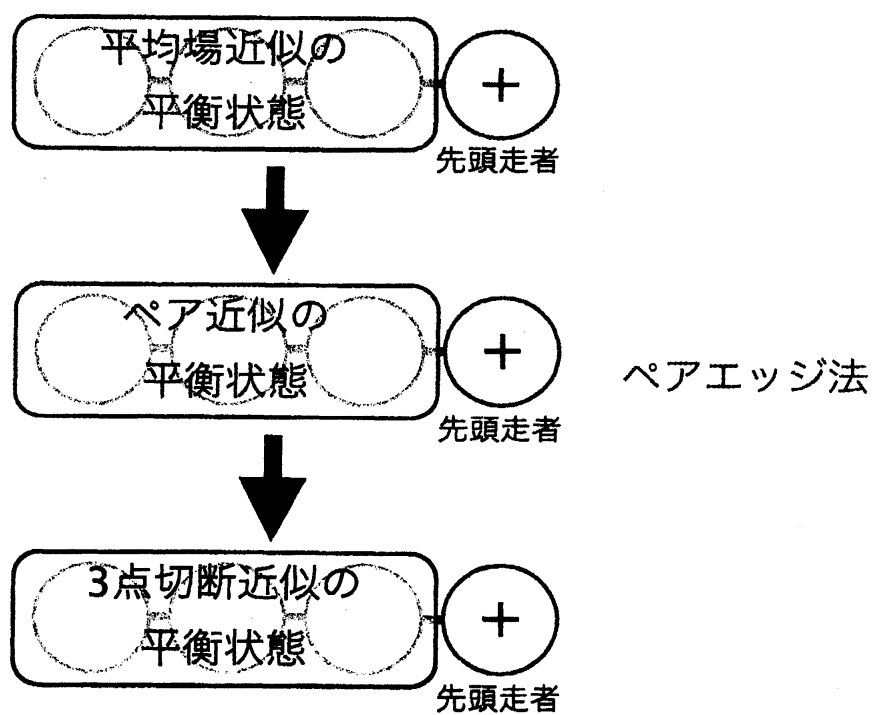 平均場近似の
平衡状態
+
先頭走者
ペア近似の
平衡状態
+
先頭走者
ペアエッジ法
3点切断近似の
平衡状態
+
先頭走者